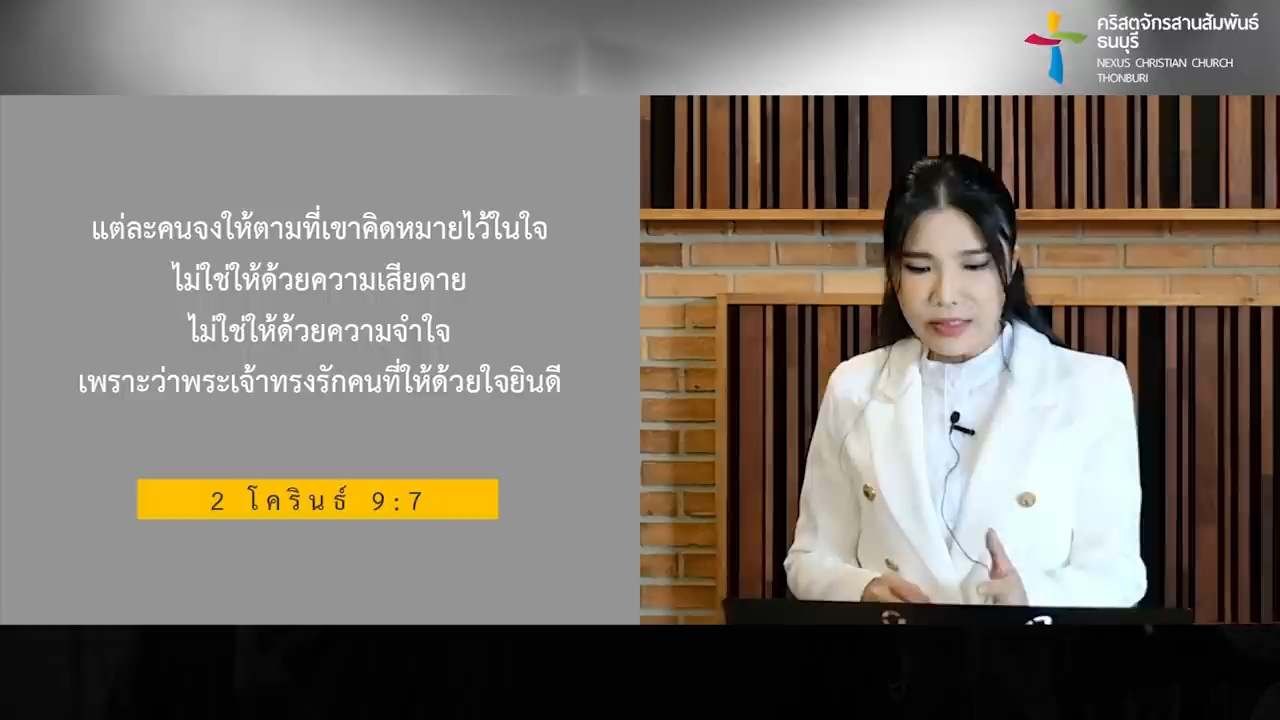 คริสตจักรสานสัมพันธ์
ธนบุรี
NEXUS CHRISTIAN CHURCH
THONBURI
แต่ละคนจงให้ตามที่เขาคิดหมายไว้ในใจ
ไม่ใช่ให้ด้วยความเสียดาย
ไม่ใช่ให้ด้วยความจำใจ
เพราะว่าพระเจ้าทรงรักคนที่ให้ด้วยใจยินดี
2 โครินธ์ 9:7